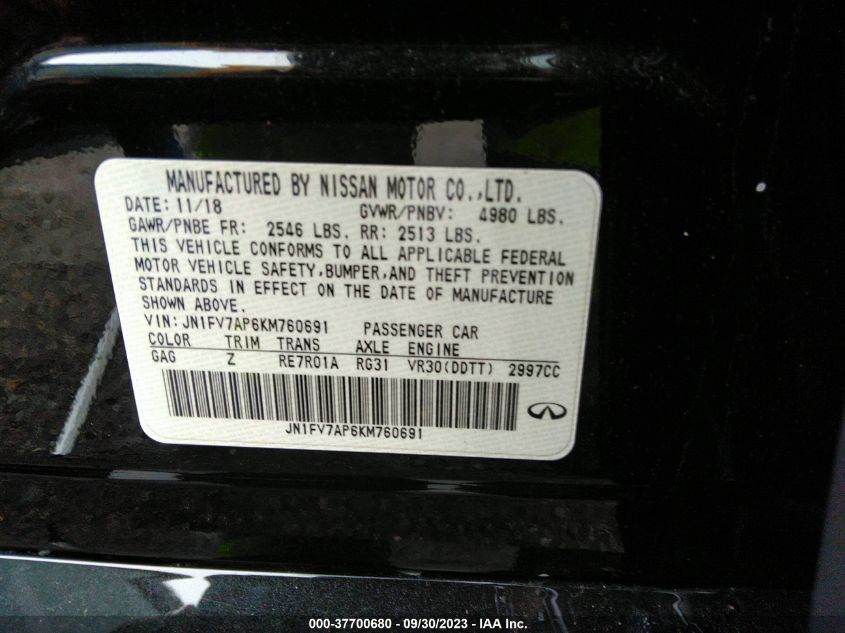 MANUFACTURED BY NISSAN MOTOR CO.,LTD.
DATE: 11/18 GVWR/PNBV: 4980 LBS.
GAWR/PNBE FR: 2546 LBS. RR: 2513 LBS.
THIS VEHICLE CONFORMS TO ALL APPLICABLE FEDERAL
MOTOR VEHICLE SAFETY,BUMPER,AND THEFT PREVENTION
STANDARDS IN EFFECT ON THE DATE OF MANUFACTURE
SHOWN ABOVE.
VIN: JN1FV7AP6KM760691 PASSENGER CAR
COLOR TRIM TRANS AXLE ENGINE
GAG Z RE7R01A RG31 VR30(DDTT) 2997CC
JN1FV7AP6KM760691
000-37700680 - 09/30/2023 - IAA Inc.